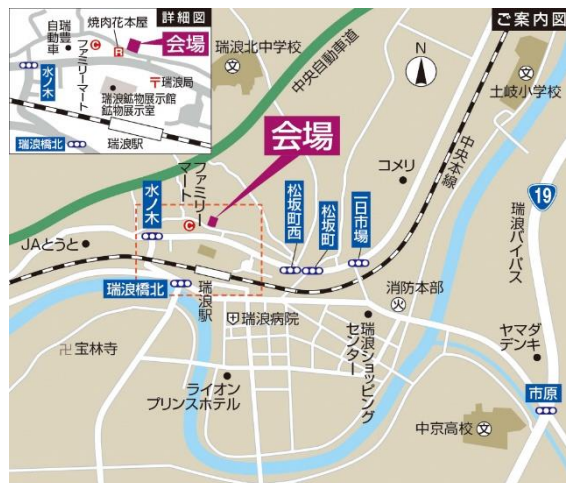 詳細図
焼肉花本屋
瑞豊
自動車
C
会場
ファミリーマート
瑞浪局
水ノ木
瑞浪鉱物展示館
鉱物展示室
瑞浪橋北
瑞浪駅
ご案内図
瑞浪北中学校
文
中央自動車道
N
土岐小学校
文
中央本線
コメリ
会場
19
瑞浪バイパス
ファミリー
マート
水ノ木
C
松坂町西
松坂町
一日市場
JAとうと
瑞浪橋北
瑞浪駅
消防本部
火
瑞浪病院
瑞浪ショッピング
センター
ヤマダ
デンキ
卍宝林寺
ライオン
プリンスホテル
市原
中京高校
文